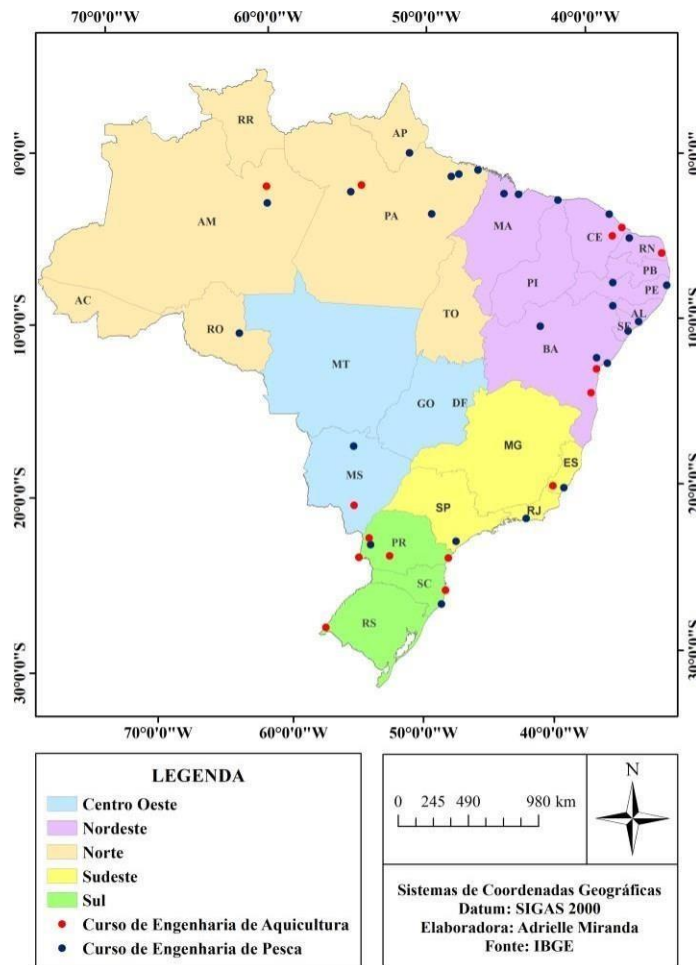 70°0'0"W 60°0'0"W 50°0'0"W 40°0'0"W
0°0'0" 0°0'0"
10°0'0"S 10°0'0"S
20°0'0"S 20°0'0"S
30°0'0"S 30°0'0"S
RR
AP
AM
PA
MA
CE
RN
PB
PE
PI
AL
SE
AC
TO
RO
BA
MT
GO
DF
MG
ES
MS
SP
RJ
PR
SC
RS
70°0'0"W 60°0'0"W 50°0'0"W 40°0'0"W
LEGENDA
Centro Oeste
Nordeste
Norte
Sudeste
Sul
Curso de Engenharia de Aquicultura
Curso de Engenharia de Pesca
0 245 490 980 km
N
Sistemas de Coordenadas Geográficas
Datum: SIGAS 2000
Elaboradora: Adrielle Miranda
Fonte: IBGE